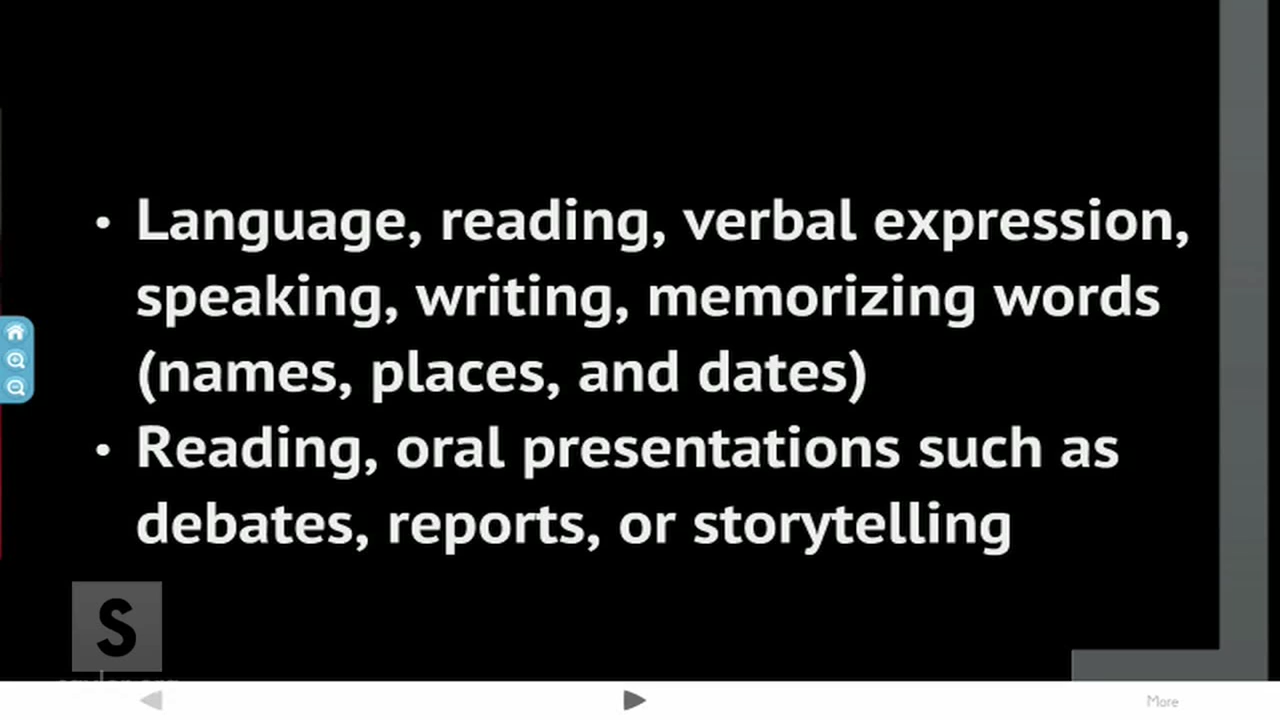 • Language, reading, verbal expression,
speaking, writing, memorizing words
(names, places, and dates)
• Reading, oral presentations such as
debates, reports, or storytelling
S
More